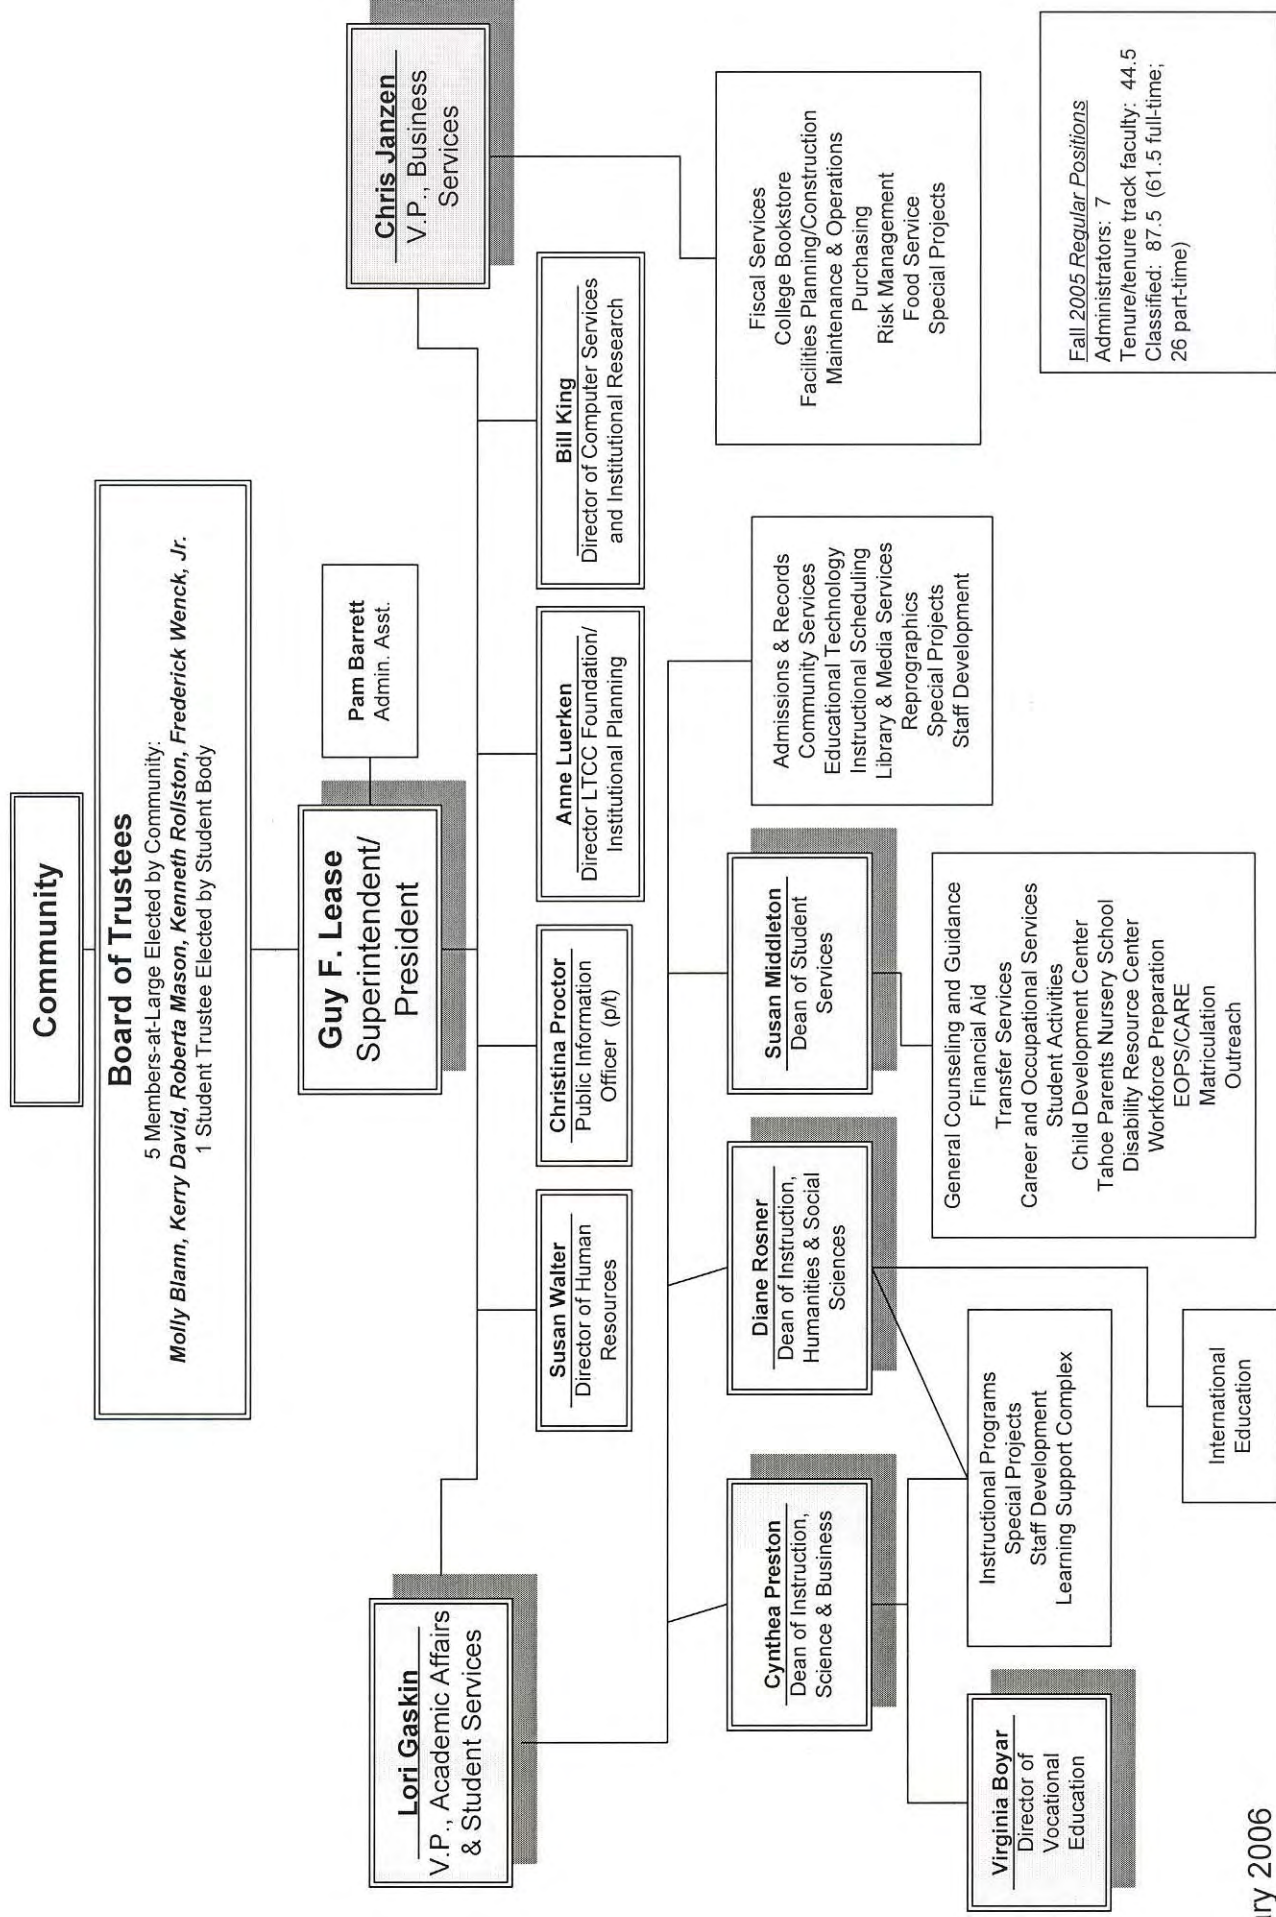 Community
Board of Trustees
5 Members-at-Large Elected by Community:
Molly Blann, Kerry David, Roberta Mason, Kenneth Rollston, Frederick Wenck, Jr.
1 Student Trustee Elected by Student Body
Guy F. Lease
Superintendent/
President
Pam Barrett
Admin. Asst.
Lori Gaskin
V.P., Academic Affairs
& Student Services
Chris Janzen
V.P., Business
Services
Susan Walter
Director of Human
Resources
Christina Proctor
Public Information
Officer (p/t)
Anne Luerken
Director LTCC Foundation/
Institutional Planning
Bill King
Director of Computer Services
and Institutional Research
Cynthea Preston
Dean of Instruction,
Science & Business
Diane Rosner
Dean of Instruction,
Humanities & Social
Sciences
Susan Middleton
Dean of Student
Services
Admissions & Records
Community Services
Educational Technology
Instructional Scheduling
Library & Media Services
Reprographics
Special Projects
Staff Development
Fiscal Services
College Bookstore
Facilities Planning/Construction
Maintenance & Operations
Purchasing
Risk Management
Food Service
Special Projects
Virginia Boyar
Director of
Vocational
Education
Instructional Programs
Special Projects
Staff Development
Learning Support Complex
General Counseling and Guidance
Financial Aid
Transfer Services
Career and Occupational Services
Student Activities
Child Development Center
Tahoe Parents Nursery School
Disability Resource Center
Workforce Preparation
EOPS/CARE
Matriculation
Outreach
International
Education
Fall 2005 Regular Positions
Administrators: 7
Tenure/tenure track faculty: 44.5
Classified: 87.5 (61.5 full-time;
26 part-time)
2006